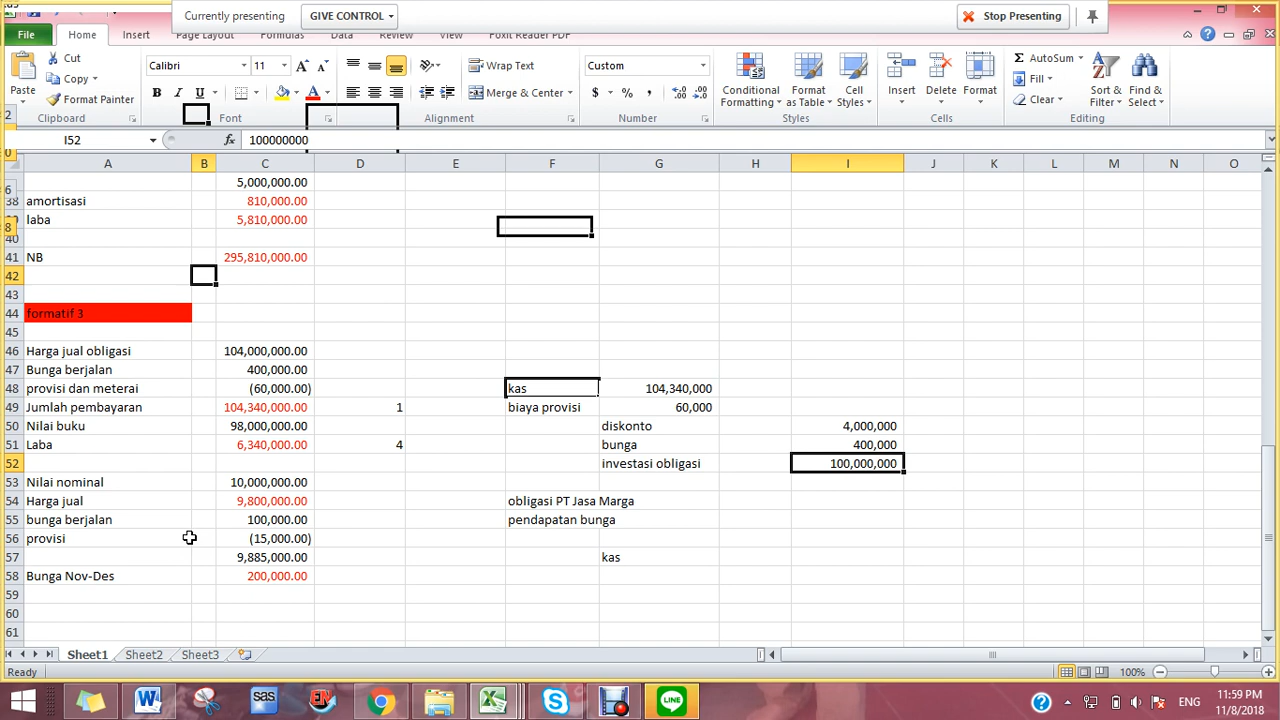 Currently presenting
GIVE CONTROL
Stop Presenting
File Home Insert Page Layout Formulas Data Review View Foxit Reader PDF
Cut
Copy
Format Painter
Paste
Clipboard
Calibri 11
B I U
Font
Wrap Text
Merge & Center
Alignment
Custom
$ % ,
Number
Conditional Formatting
Format as Table
Cell Styles
Styles
Insert
Delete
Format
Cells
Σ AutoSum
Fill
Clear
Sort & Filter
Find & Select
Editing
I52 fx 100000000
A B C D E F G H I J K L M N O
5,000,000.00
38 amortisasi 810,000.00
laba 5,810,000.00
40
41 NB 295,810,000.00
42
43
44 formatif 3
45
46 Harga jual obligasi 104,000,000.00
47 Bunga berjalan 400,000.00
48 provisi dan meterai (60,000.00) kas 104,340,000
49 Jumlah pembayaran 104,340,000.00 1 biaya provisi 60,000
50 Nilai buku 98,000,000.00 diskonto 4,000,000
51 Laba 6,340,000.00 4 bunga 400,000
52 investasi obligasi 100,000,000
53 Nilai nominal 10,000,000.00
54 Harga jual 9,800,000.00 obligasi PT Jasa Marga
55 bunga berjalan 100,000.00 pendapatan bunga
56 provisi (15,000.00)
57 9,885,000.00 kas
58 Bunga Nov-Des 200,000.00
59
60
61
Sheet1 Sheet2 Sheet3
Ready 100%
W sas EN X S LINE
ENG
11:59 PM
11/8/2018